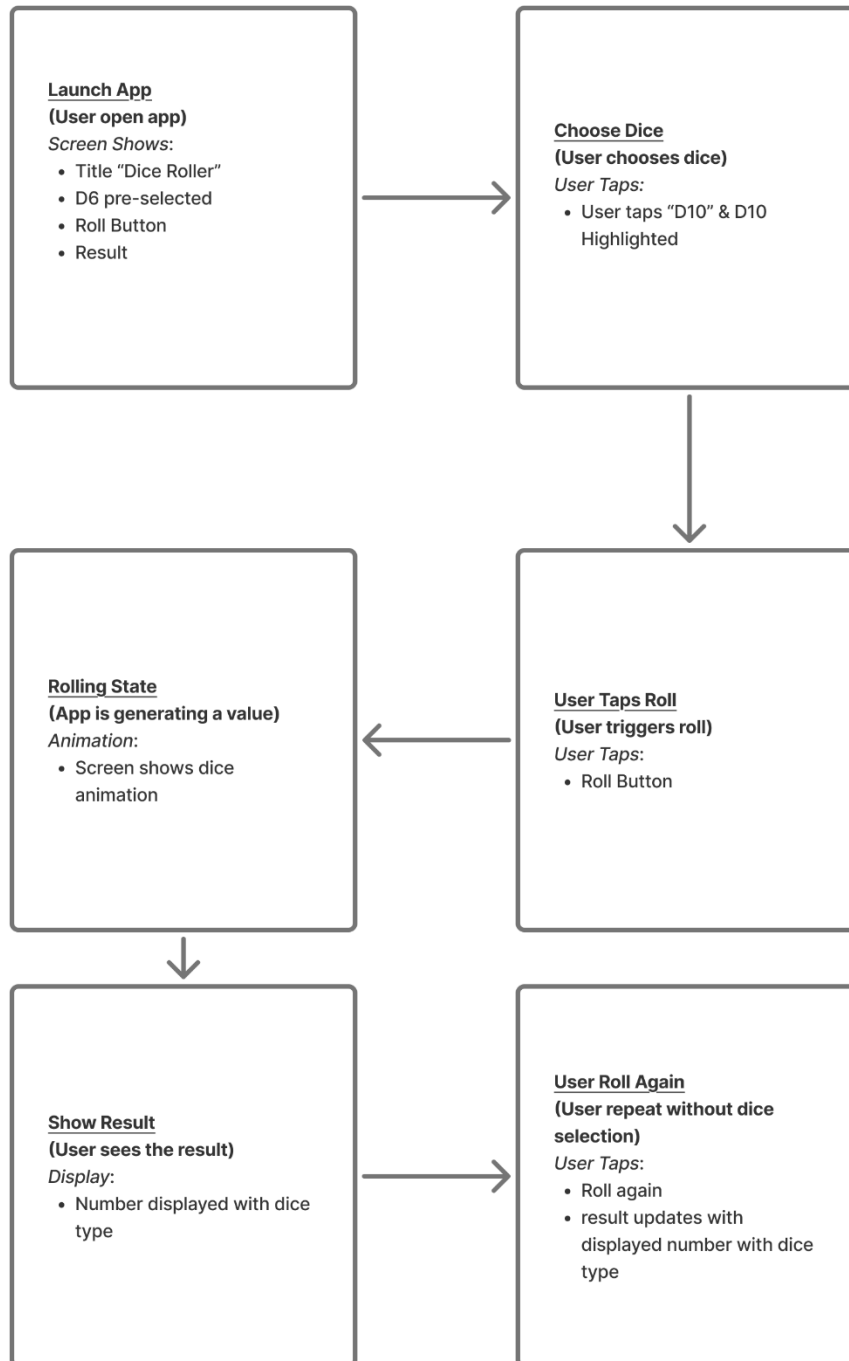 Launch App
(User open app)
Screen Shows:
• Title “Dice Roller”
• D6 pre-selected
• Roll Button
• Result
Choose Dice
(User chooses dice)
User Taps:
• User taps “D10” & D10
Highlighted
User Taps Roll
(User triggers roll)
User Taps:
• Roll Button
Rolling State
(App is generating a value)
Animation:
• Screen shows dice
animation
Show Result
(User sees the result)
Display:
• Number displayed with dice
type
User Roll Again
(User repeat without dice
selection)
User Taps:
• Roll again
• result updates with
displayed number with dice
type